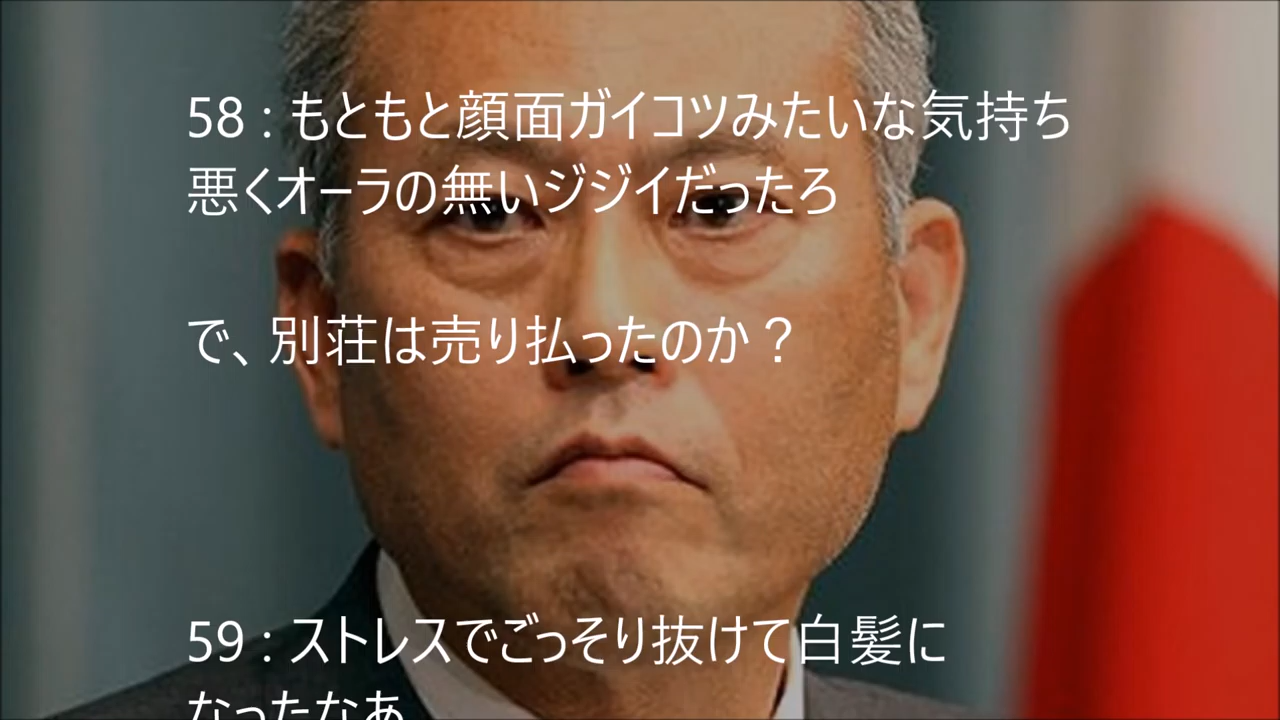 58 : もともと顔面ガイコツみたいな気持ち
悪くオーラの無いジジイだったろ
で、別荘は売り払ったのか？
59 : ストレスでごっそり抜けて白髪に
なったなあ